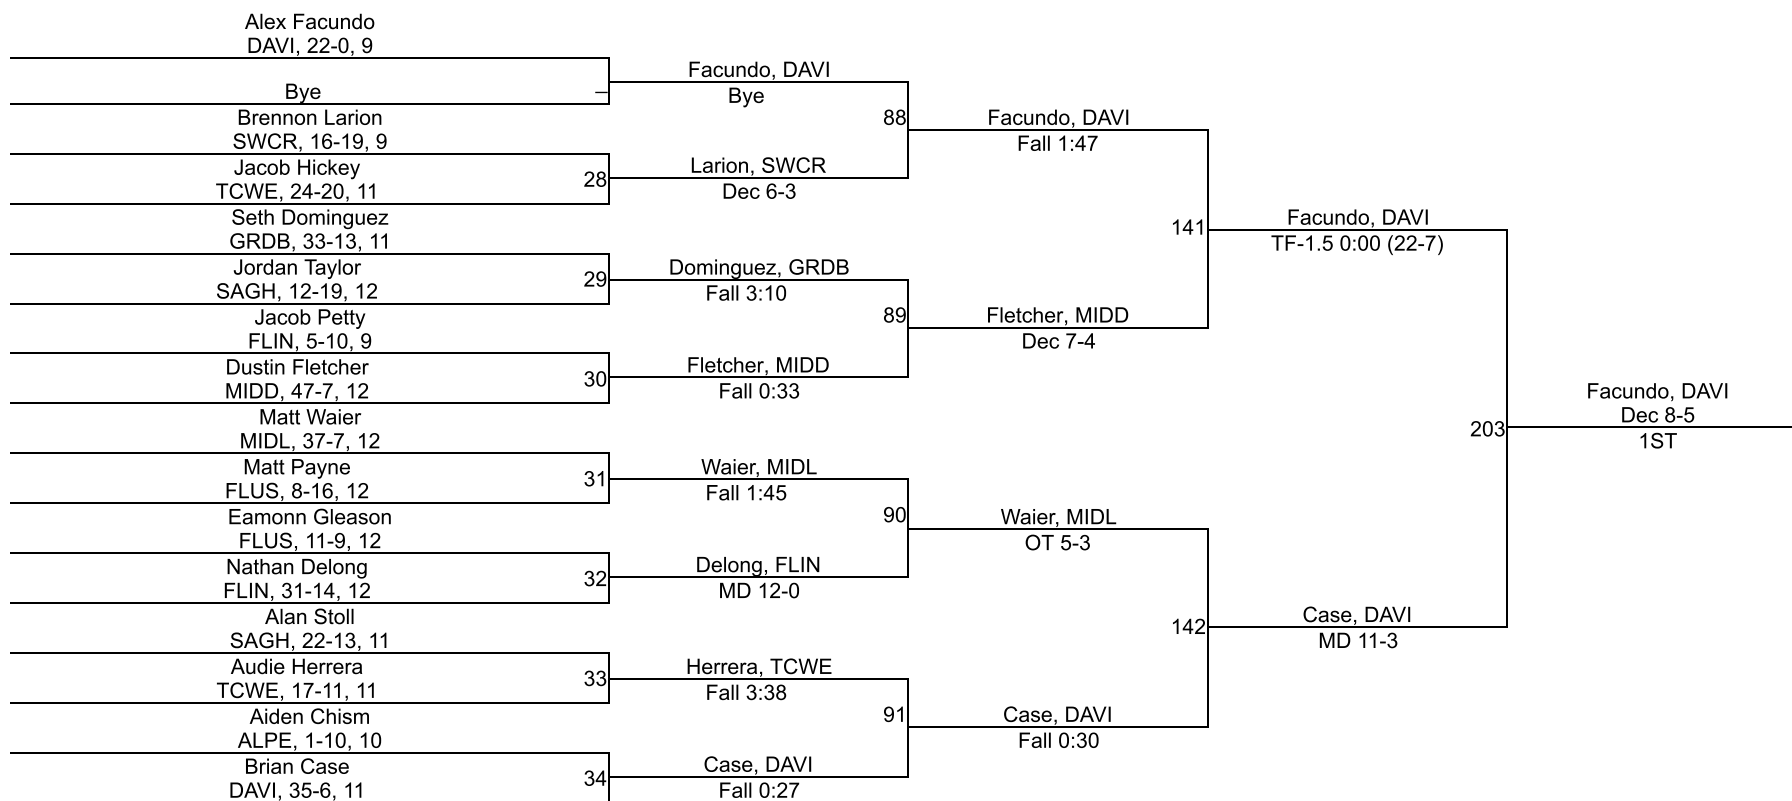 Alex Facundo
DAVI, 22-0, 9
Bye
Brennon Larion
SWCR, 16-19, 9
Jacob Hickey
TCWE, 24-20, 11
Seth Dominguez
GRDB, 33-13, 11
Jordan Taylor
SAGH, 12-19, 12
Jacob Petty
FLIN, 5-10, 9
Dustin Fletcher
MIDD, 47-7, 12
Matt Waier
MIDL, 37-7, 12
Matt Payne
FLUS, 8-16, 12
Eamonn Gleason
FLUS, 11-9, 12
Nathan Delong
FLIN, 31-14, 12
Alan Stoll
SAGH, 22-13, 11
Audie Herrera
TCWE, 17-11, 11
Aiden Chism
ALPE, 1-10, 10
Brian Case
DAVI, 35-6, 11
–
28
29
30
31
32
33
34
Facundo, DAVI
Bye
Larion, SWCR
Dec 6-3
Dominguez, GRDB
Fall 3:10
Fletcher, MIDD
Fall 0:33
Waier, MIDL
Fall 1:45
Delong, FLIN
MD 12-0
Herrera, TCWE
Fall 3:38
Case, DAVI
Fall 0:27
88
89
90
91
Facundo, DAVI
Fall 1:47
Fletcher, MIDD
Dec 7-4
Waier, MIDL
OT 5-3
Case, DAVI
Fall 0:30
141
142
Facundo, DAVI
TF-1.5 0:00 (22-7)
Case, DAVI
MD 11-3
203
Facundo, DAVI
Dec 8-5
1ST